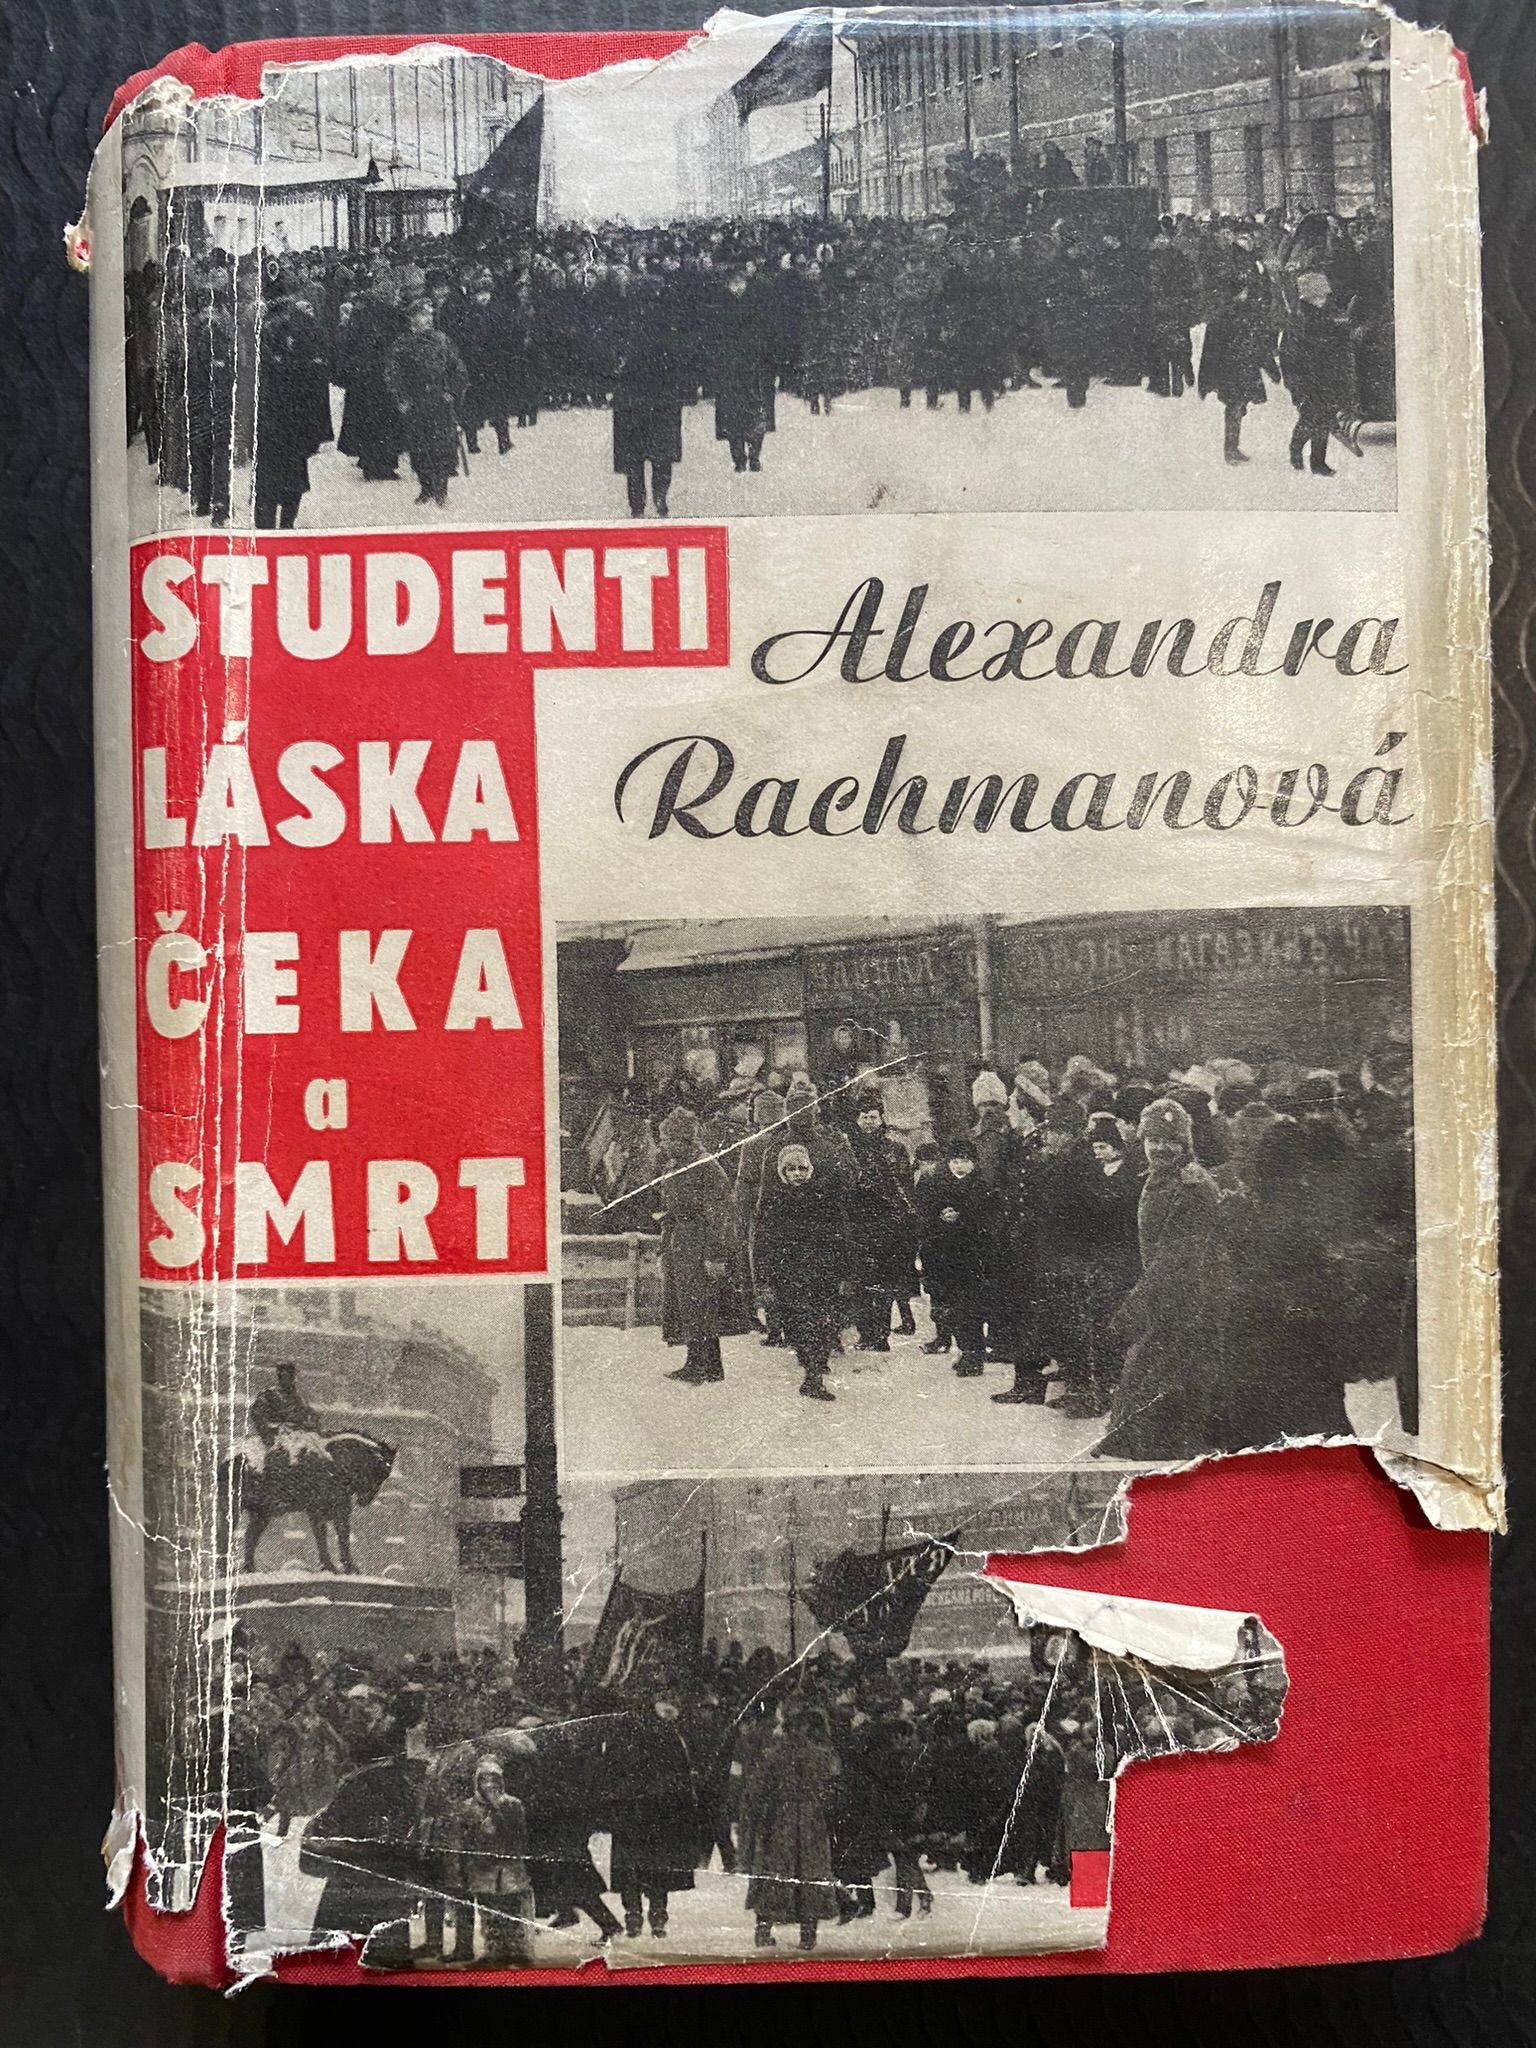 STUDENTI
LÁSKA
ČEKA
a
SMRT
Alexandra
Rachmanová